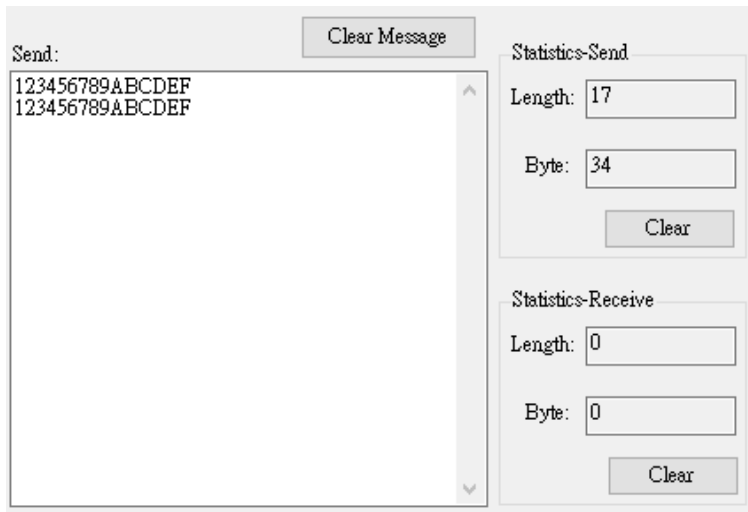 Clear Message
Send:
123456789ABCDEF
123456789ABCDEF
Statistics-Send
Length: 17
Byte: 34
Clear
Statistics-Receive
Length: 0
Byte: 0
Clear